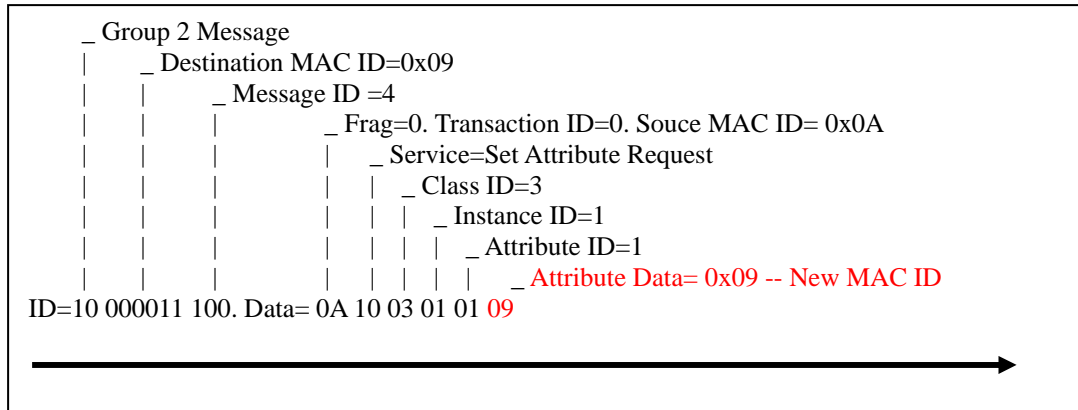 _ Group 2 Message
| _ Destination MAC ID=0x09
| | _ Message ID =4
| | | _ Frag=0. Transaction ID=0. Souce MAC ID= 0x0A
| | | | _ Service=Set Attribute Request
| | | | | _ Class ID=3
| | | | | | _ Instance ID=1
| | | | | | | _ Attribute ID=1
| | | | | | | | _ Attribute Data= 0x09 -- New MAC ID
ID=10 000011 100. Data= 0A 10 03 01 01 09